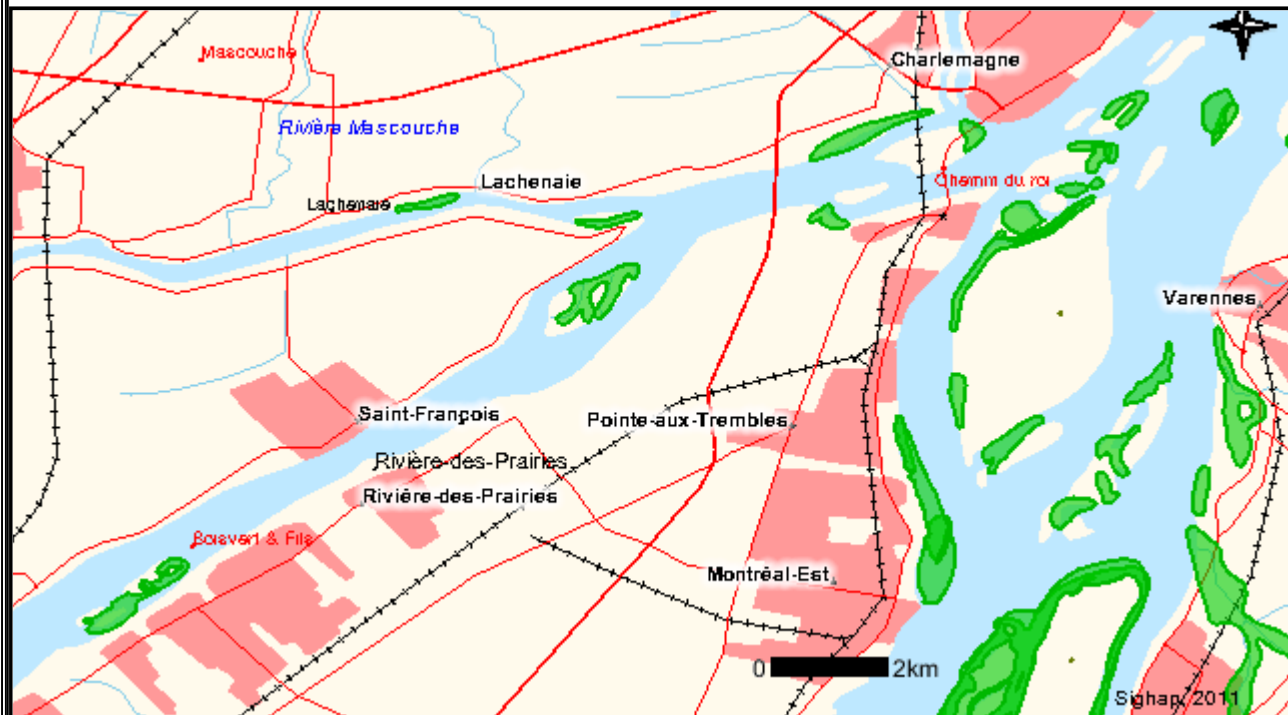 Mascouche
Charlemagne
Rivière Mascouche
Lachenaie
Chemin du roi
Lachenaie
Varennes
Saint-François
Pointe-aux-Trembles
Rivière-des-Prairies
Rivière-des-Prairies
Boisvert & Fils
Montréal-Est
0 2km
Sighap, 2011